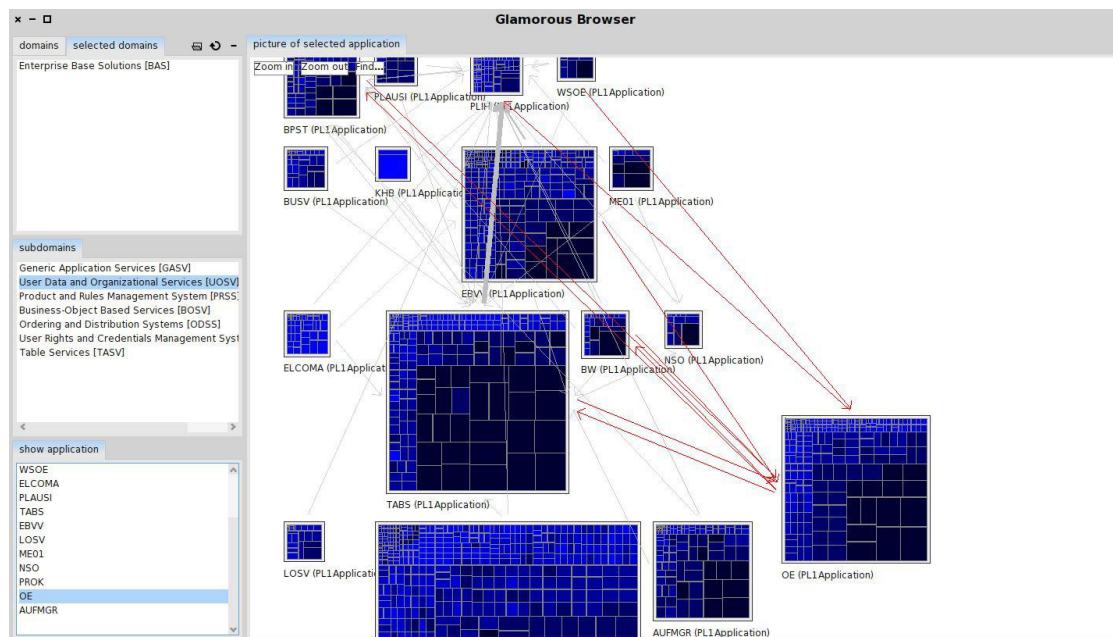 Glamorous Browser
domains
selected domains
Enterprise Base Solutions [BAS]
subdomains
Generic Application Services [GASV]
User Data and Organizational Services [UOSV]
Product and Rules Management System [PRSS]
Business-Object Based Services [BOSV]
Ordering and Distribution Systems [ODSS]
User Rights and Credentials Management Syst
Table Services [TASV]
show application
WSOE
ELCOMA
PLAUSI
TABS
EBVV
LOSV
ME01
NSO
PROK
OE
AUFMGR
picture of selected application
Zoom in
Zoom out
Find...
PLAUSI (PL1Application)
PLIH (PL1Application)
WSOE (PL1Application)
BPST (PL1Application)
BUSV (PL1Application)
KHB (PL1Applicatio
ME01 (PL1Application)
EBVV (PL1Application)
ELCOMA (PL1Applicat
BW (PL1Application)
NSO (PL1Application)
TABS (PL1Application)
LOSV (PL1Applicati
OE (PL1Application)
AUFMGR (PL1Application)